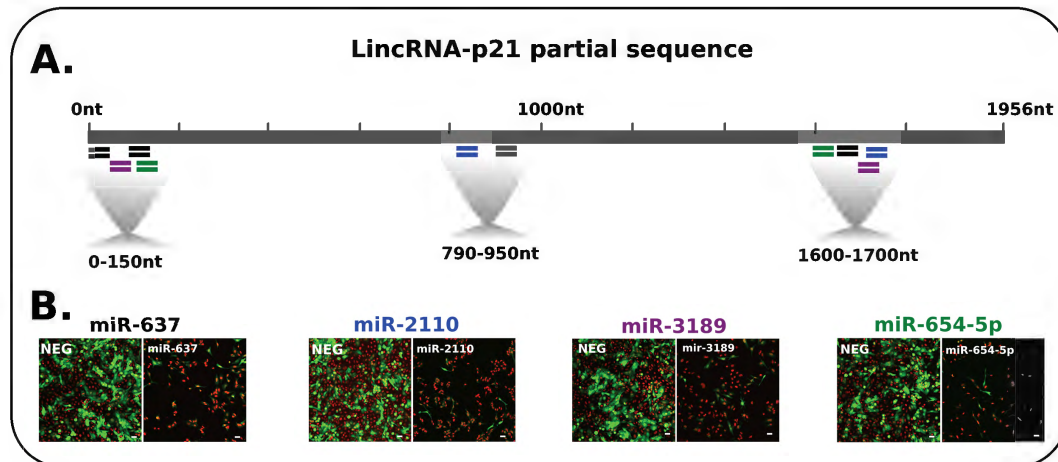 A.
LincRNA-p21 partial sequence
0nt
1000nt
1956nt
0-150nt
790-950nt
1600-1700nt
B.
miR-637
miR-2110
miR-3189
miR-654-5p
NEG
miR-637
NEG
miR-2110
NEG
mir-3189
NEG
miR-654-5p